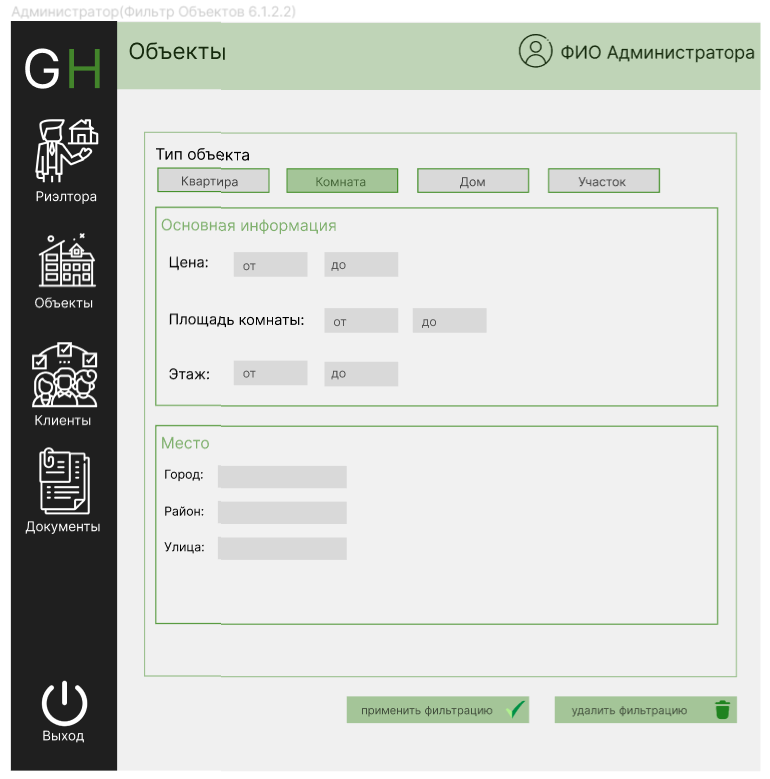 Администратор(Фильтр Объектов 6.1.2.2)
GH
Объекты
ФИО Администратора
Риэлтора
Объекты
Клиенты
Документы
Выход
Тип объекта
Квартира Комната Дом Участок
Основная информация
Цена: от до
Площадь комнаты: от до
Этаж: от до
Место
Город:
Район:
Улица:
применить фильтрацию удалить фильтрацию